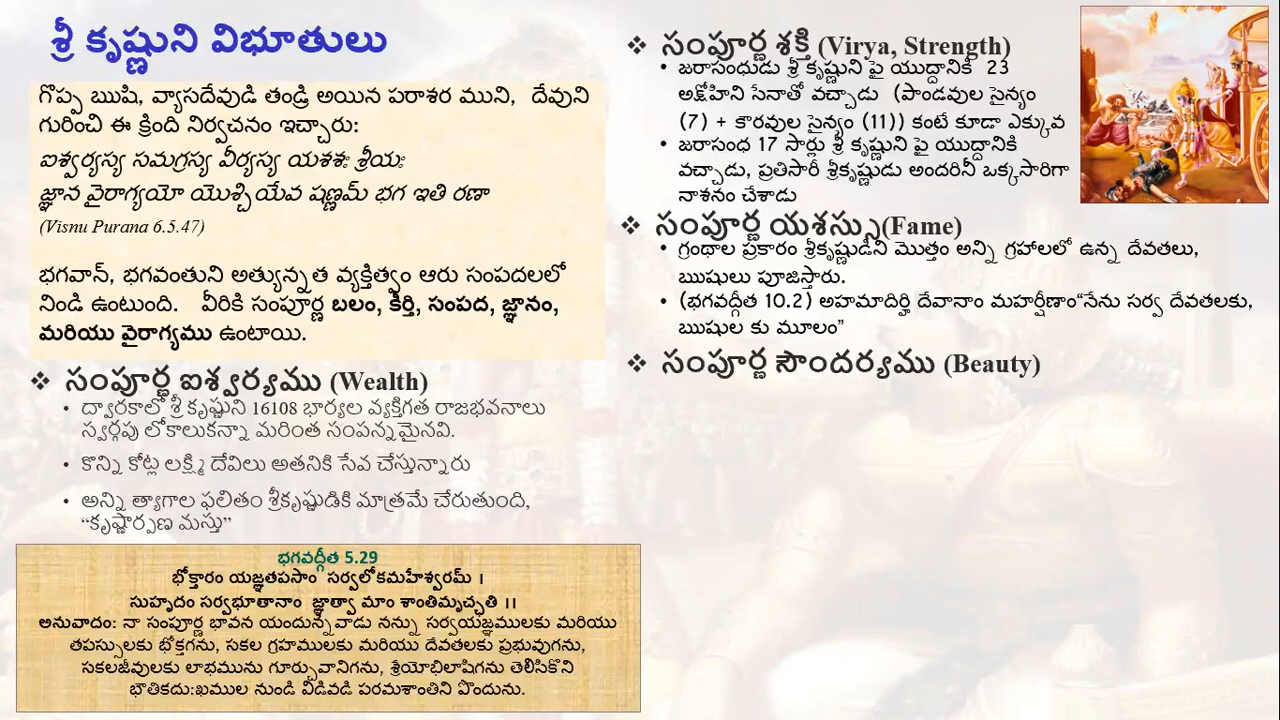 శ్రీ కృష్ణుని విభూతులు
గొప్ప ఋషి, వ్యాసదేవుడి తండ్రి అయిన పరాశర ముని, దేవుని
గురించి ఈ క్రింది నిర్వచనం ఇచ్చారు:
ఐశ్వర్యస్య సమగ్రస్య వీర్యస్య యశశః శ్రీయః
జ్ఞాన వైరాగ్యయో యొశ్చియేవ షణ్ణమ్ భగ ఇతి రణా
(Visnu Purana 6.5.47)
భగవాన్, భగవంతుని అత్యున్నత వ్యక్తిత్వం ఆరు సంపదలలో
నిండి ఉంటుంది. వీరికి సంపూర్ణ బలం, కీర్తి, సంపద, జ్ఞానం,
మరియు వైరాగ్యము ఉంటాయి.
❖ సంపూర్ణ ఐశ్వర్యము (Wealth)
• ద్వారకాలో శ్రీ కృష్ణుని 16108 భార్యల వ్యక్తిగత రాజభవనాలు
స్వర్గపు లోకాలుకన్నా మరింత సంపన్నమైనవి.
• కొన్ని కోట్ల లక్ష్మి దేవిలు అతనికి సేవ చేస్తున్నారు
• అన్ని త్యాగాల ఫలితం శ్రీకృష్ణుడికి మాత్రమే చేరుతుంది,
“కృష్ణార్పణ మస్తు”
భగవద్గీత 5.29
భోక్తారం యజ్ఞతపసాం సర్వలోకమహేశ్వరమ్ ।
సుహృదం సర్వభూతానాం జ్ఞాత్వా మాం శాంతిమృచ్ఛతి ।।
అనువాదం: నా సంపూర్ణ భావన యందున్నవాడు నన్ను సర్వయజ్ఞములకు మరియు
తపస్సులకు భోక్తగను, సకల గ్రహములకు మరియు దేవతలకు ప్రభువుగను,
సకలజీవులకు లాభమును గూర్చువానిగను, శ్రేయోభిలాషిగను తెలిసికొని
భౌతికదు:ఖముల నుండి విడివడి పరమశాంతిని పొందును.
❖ సంపూర్ణ శక్తి (Virya, Strength)
• జరాసంధుడు శ్రీ కృష్ణుని పై యుద్ధానికి 23
అక్షోహిని సేనాతో వచ్చాడు (పాండవుల సైన్యం
(7) + కౌరవుల సైన్యం (11)) కంటే కూడా ఎక్కువ
• జరాసంధ 17 సార్లు శ్రీ కృష్ణుని పై యుద్ధానికి
వచ్చాడు, ప్రతిసారీ శ్రీకృష్ణుడు అందరినీ ఒక్కసారిగా
నాశనం చేశాడు
❖ సంపూర్ణ యశస్సు(Fame)
• గ్రంథాల ప్రకారం శ్రీకృష్ణుడిని మొత్తం అన్ని గ్రహాలలో ఉన్న దేవతలు,
ఋషులు పూజిస్తారు.
• (భగవద్గీత 10.2) అహమాదిర్హి దేవానాం మహర్షీణాం“నేను సర్వ దేవతలకు,
ఋషుల కు మూలం”
❖ సంపూర్ణ సౌందర్యము (Beauty)